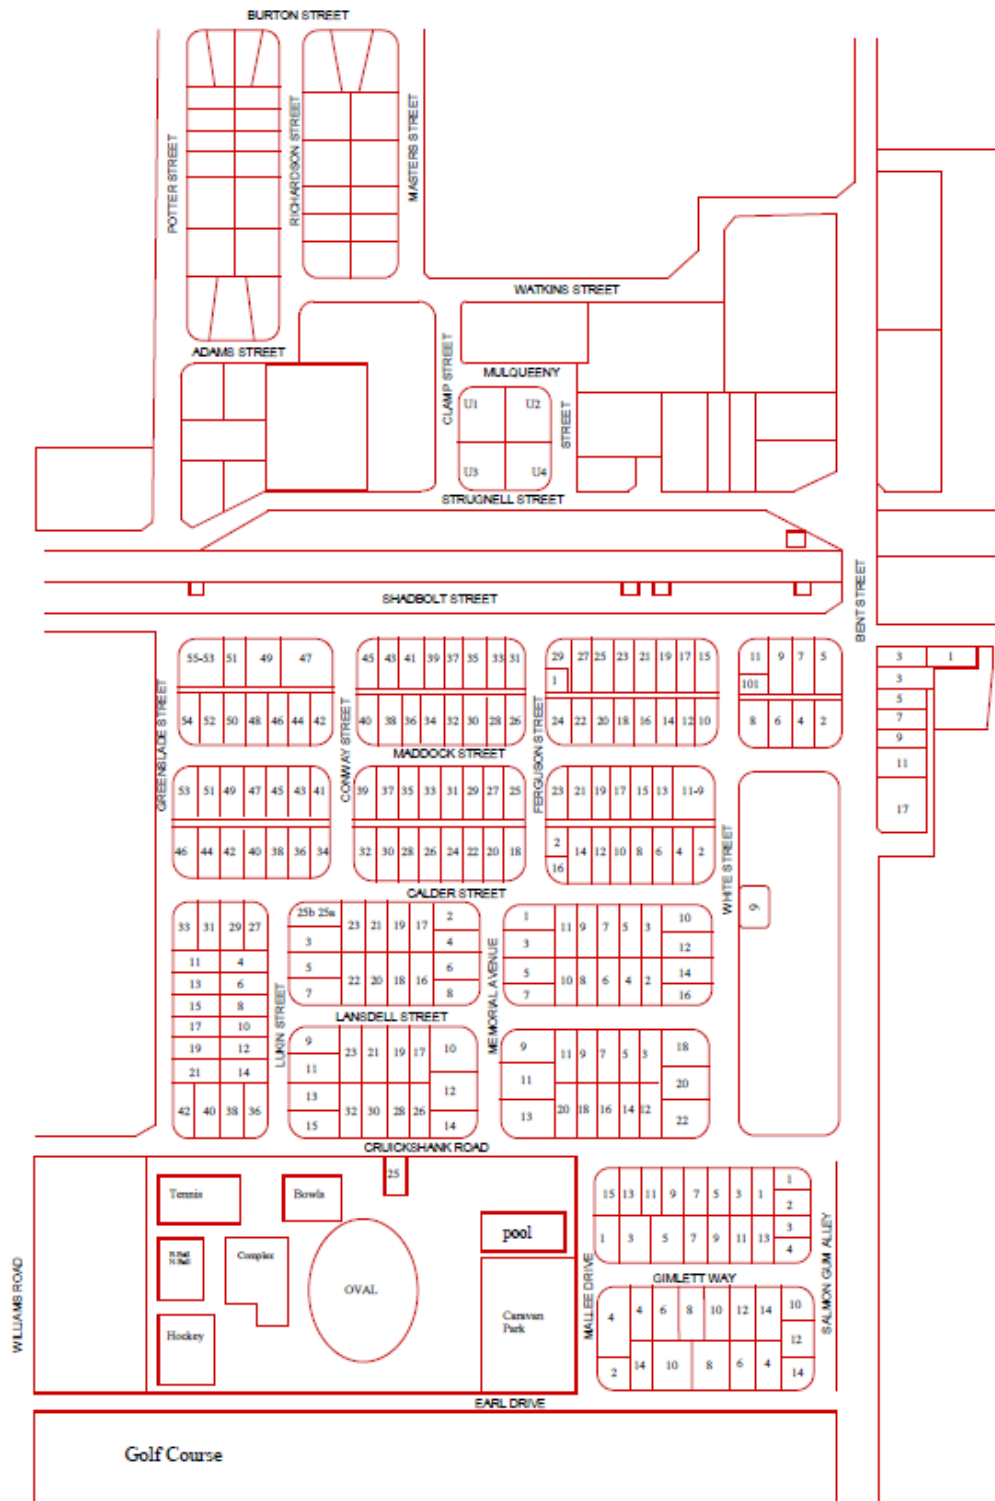 BURTON STREET
POTTER STREET
RICHARDSON STREET
MASTERS STREET
WATKINS STREET
ADAMS STREET
CLAMP STREET
MULQUEENY
STREET
U1 U2
U3 U4
STRUGNELL STREET
SHADBOLT STREET
BENT STREET
55-53 51 49 47
45 43 41 39 37 35 33 31
29 27 25 23 21 19 17 15
1
11 9 7 5
101
3 1
3
5
7
9
11
17
54 52 50 48 46 44 42
40 38 36 34 32 30 28 26
24 22 20 18 16 14 12 10
8 6 4 2
GREENSLADE STREET
CONWAY STREET
MADDOCK STREET
FERGUSON STREET
53 51 49 47 45 43 41
39 37 35 33 31 29 27 25
23 21 19 17 15 13 11-9
46 44 42 40 38 36 34
32 30 28 26 24 22 20 18
2
16
14 12 10 8 6 4 2
WHITE STREET
CALDER STREET
9
33 31 29 27
11 4
13 6
15 8
17 10
19 12
21 14
42 40 38 36
LUKIN STREET
25b 25a 23 21 19 17 2
3 4
5 22 20 18 16 6
7 8
MEMORIAL AVENUE
1 11 9 7 5 3 10
3 12
5 10 8 6 4 2 14
7 16
LANSDELL STREET
9 23 21 19 17 10
11
13 32 30 28 26 12
15 14
9 11 9 7 5 3 18
11 20
13 20 18 16 14 12 22
CRUICKSHANK ROAD
25
Tennis
Bowls
Complex
Hockey
OVAL
pool
Caravan
Park
WILLIAMS ROAD
MALLEE DRIVE
15 13 11 9 7 5 3 1 1
2
1 3 5 7 9 11 13 3
4
GIMLETT WAY
SALMON GUM ALLEY
4 4 6 8 10 12 14 10
12
2 14 10 8 6 4 14
EARL DRIVE
Golf Course